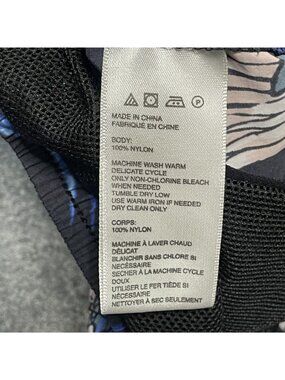 MADE IN CHINA
FABRIQUÉ EN CHINE
BODY:
100% NYLON
MACHINE WASH WARM
DELICATE CYCLE
ONLY NON-CHLORINE BLEACH
WHEN NEEDED
TUMBLE DRY LOW
USE WARM IRON IF NEEDED
DRY CLEAN ONLY
CORPS:
100% NYLON
MACHINE À LAVER CHAUD
DÉLICAT
BLANCHIR SANS CHLORE SI
NÉCESSAIRE
SECHER À LA MACHINE CYCLE
DOUX
UTILISER LE FER TIÈDE SI
NÉCESSAIRE
NETTOYER À SEC SEULEMENT